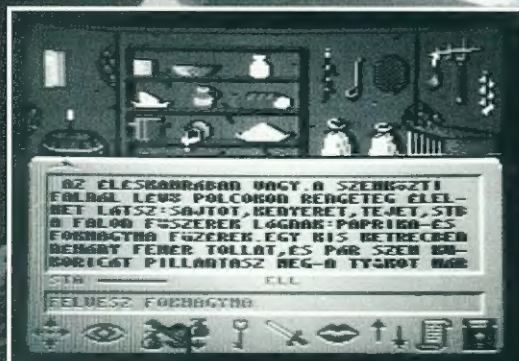 AZ ÉLÉSKAMRÁBAN VAGY.A SZEMKÖZTI
FALNÁL LEVŐ POLCOKON RENGETEG ÉLEL-
MET LÁTSZ:SAJTOT,KENYERET,TEJET,STB
A FALON FŰSZEREK LÓGNAK:PAPRIKA-ÉS
FOKHAGYMA FÜZÉREK.EGY KIS KETRECBEN
NÉHÁNY FEHÉR TOLLAT,ÉS PÁR SZEM KU-
KORICÁT PILLANTASZ MEG-A TYÚKOT MÁR
STA ELL
FELVESZ FOKHAGYMA